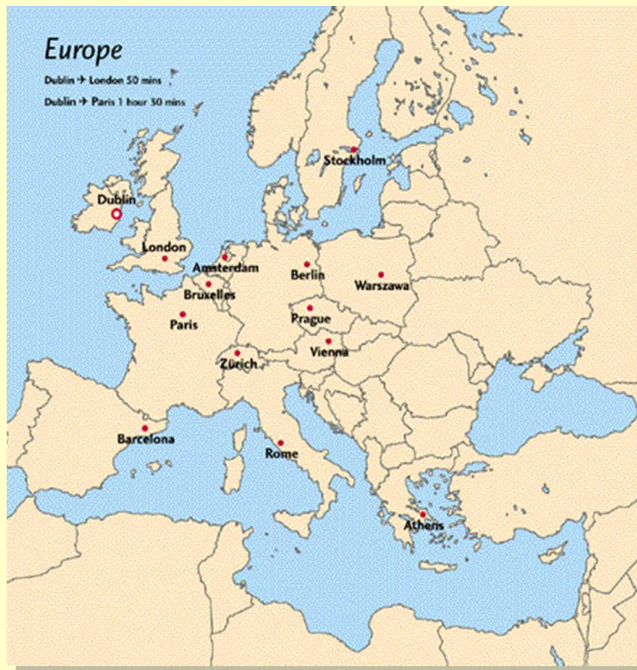 Europe
Dublin ✈ London 50 mins
Dublin ✈ Paris 1 hour 30 mins
Stockholm
Dublin
London
Amsterdam
Berlin
Warszawa
Bruxelles
Paris
Prague
Vienna
Zürich
Barcelona
Rome
Athens